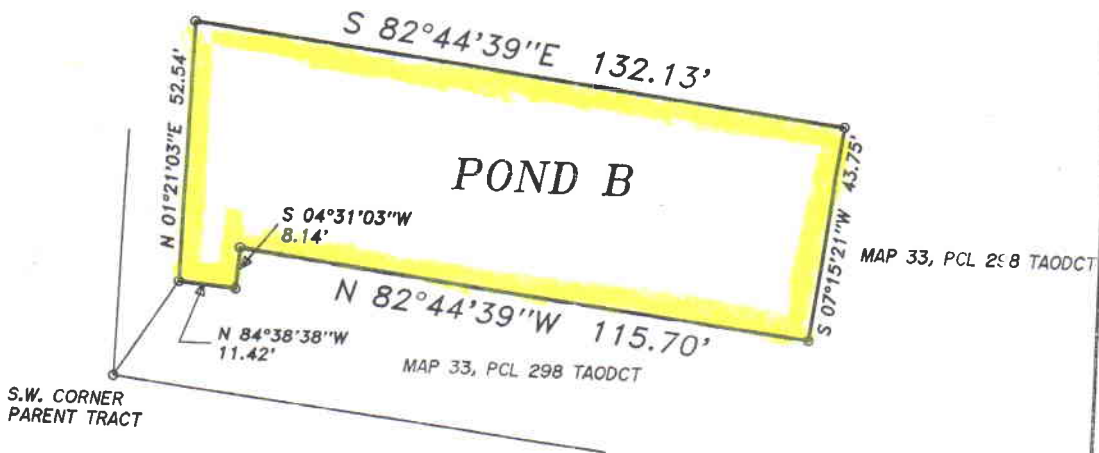 S 82°44'39"E 132.13'
N 01°21'03"E 52.54'
POND B
S 07°15'21"W 43.75'
S 04°31'03"W
8.14'
MAP 33, PCL 298 TAODCT
N 82°44'39"W 115.70'
N 84°38'38"W
11.42'
MAP 33, PCL 298 TAODCT
S.W. CORNER
PARENT TRACT